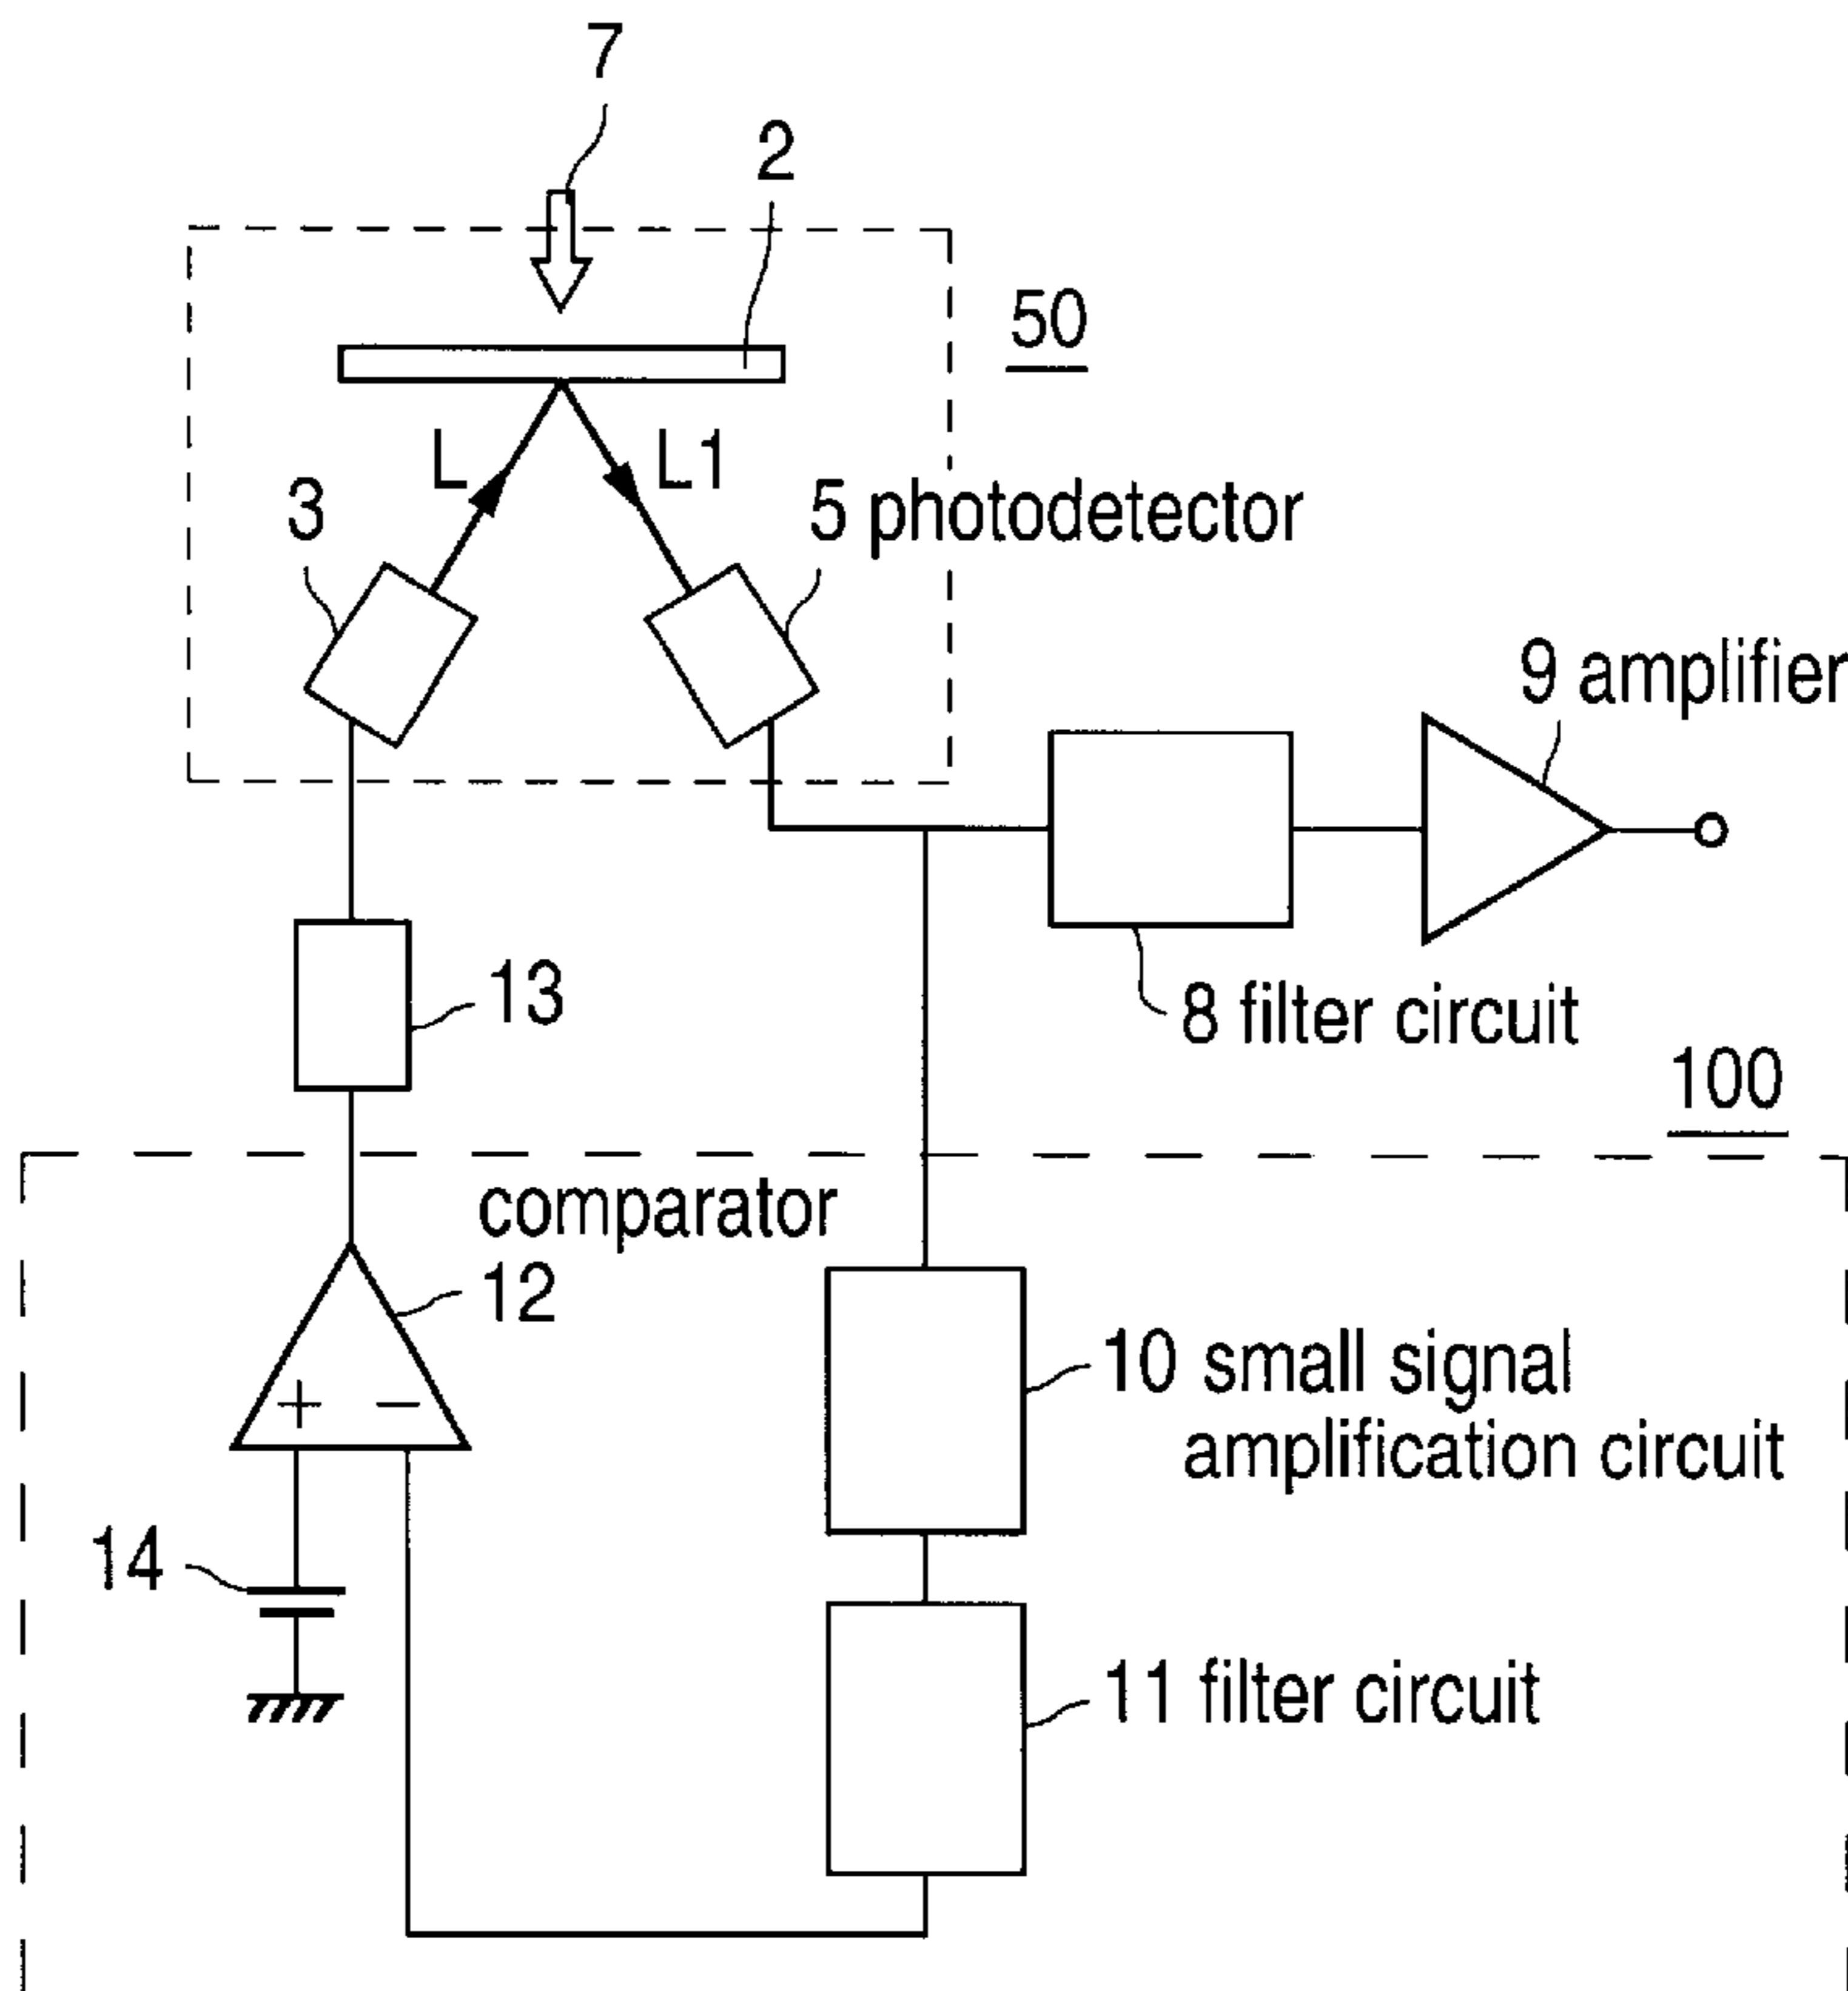 7
2
50
L
L1
3
5 photodetector
9 amplifier
13
8 filter circuit
100
comparator
12
+ −
10 small signal
amplification circuit
14
11 filter circuit